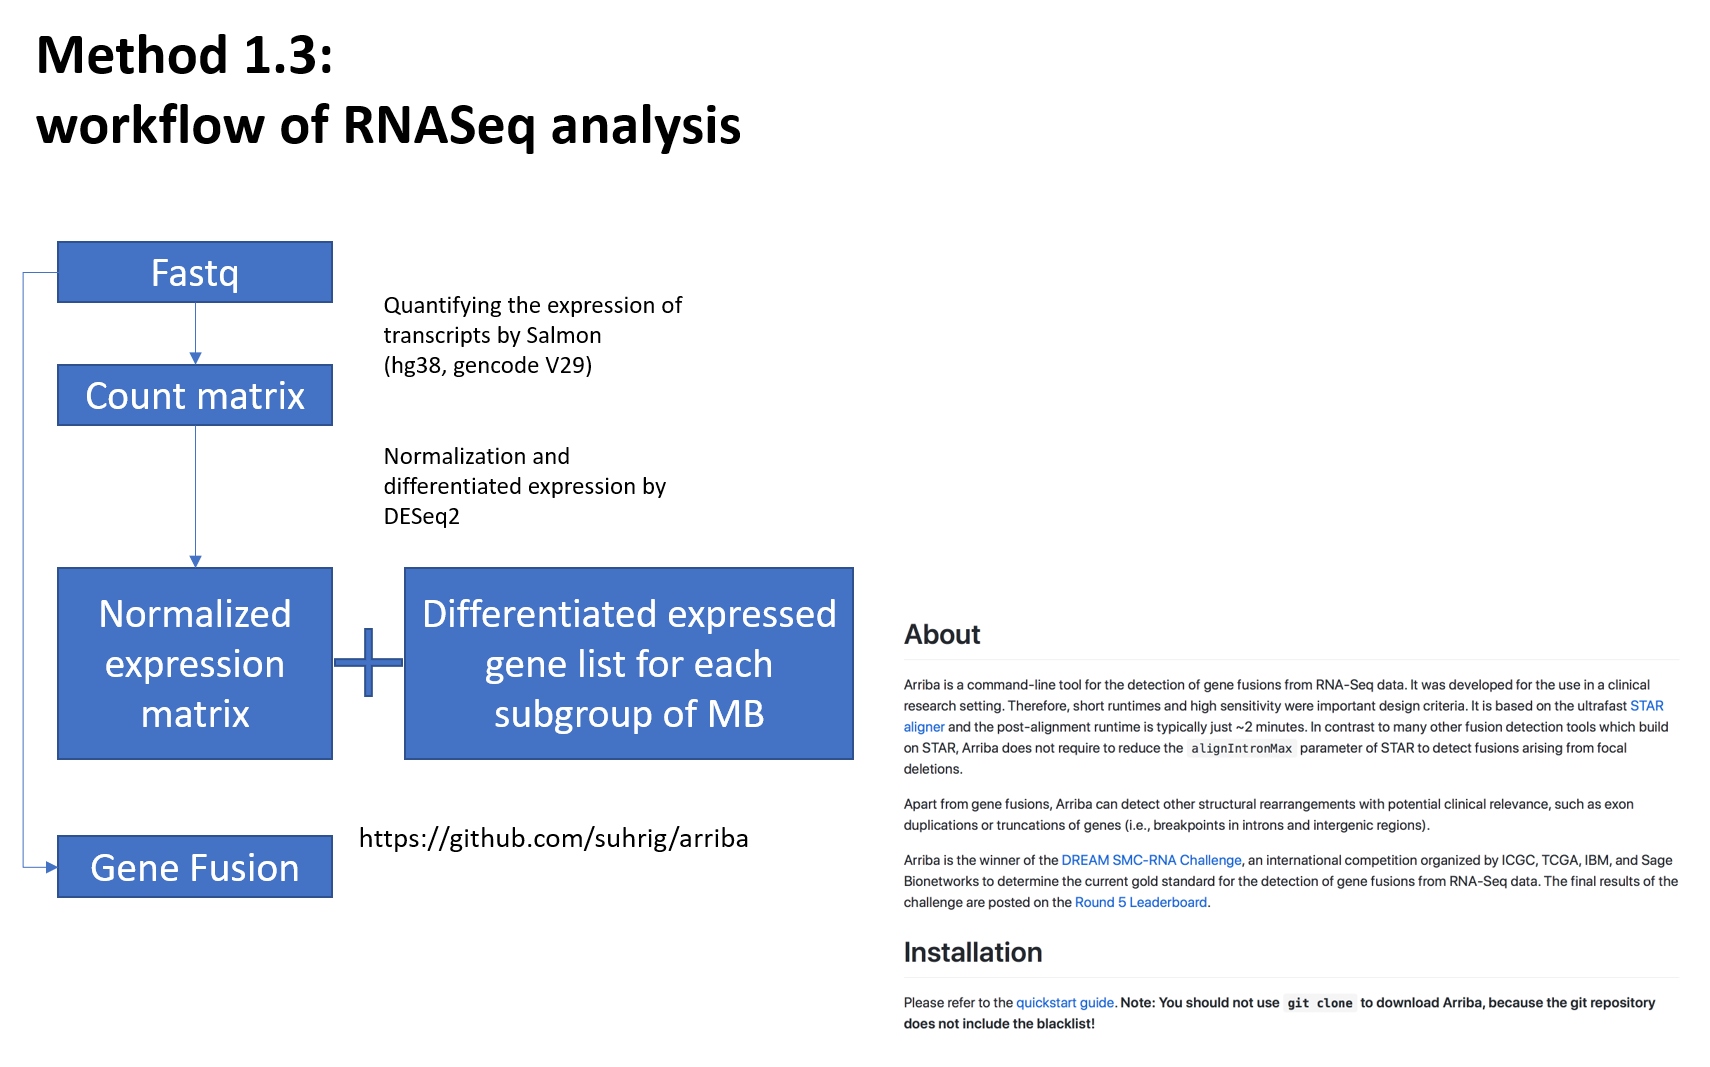 Method 1.3:
workflow of RNASeq analysis
Fastq
Quantifying the expression of
transcripts by Salmon
(hg38, gencode V29)
Count matrix
Normalization and
differentiated expression by
DESeq2
Normalized
expression
matrix
Differentiated expressed
gene list for each
subgroup of MB
Gene Fusion
https://github.com/suhrig/arriba
About
Arriba is a command-line tool for the detection of gene fusions from RNA-Seq data. It was developed for the use in a clinical
research setting. Therefore, short runtimes and high sensitivity were important design criteria. It is based on the ultrafast STAR
aligner and the post-alignment runtime is typically just ~2 minutes. In contrast to many other fusion detection tools which build
on STAR, Arriba does not require to reduce the alignIntronMax parameter of STAR to detect fusions arising from focal
deletions.
Apart from gene fusions, Arriba can detect other structural rearrangements with potential clinical relevance, such as exon
duplications or truncations of genes (i.e., breakpoints in introns and intergenic regions).
Arriba is the winner of the DREAM SMC-RNA Challenge, an international competition organized by ICGC, TCGA, IBM, and Sage
Bionetworks to determine the current gold standard for the detection of gene fusions from RNA-Seq data. The final results of the
challenge are posted on the Round 5 Leaderboard.
Installation
Please refer to the quickstart guide. Note: You should not use git clone to download Arriba, because the git repository
does not include the blacklist!